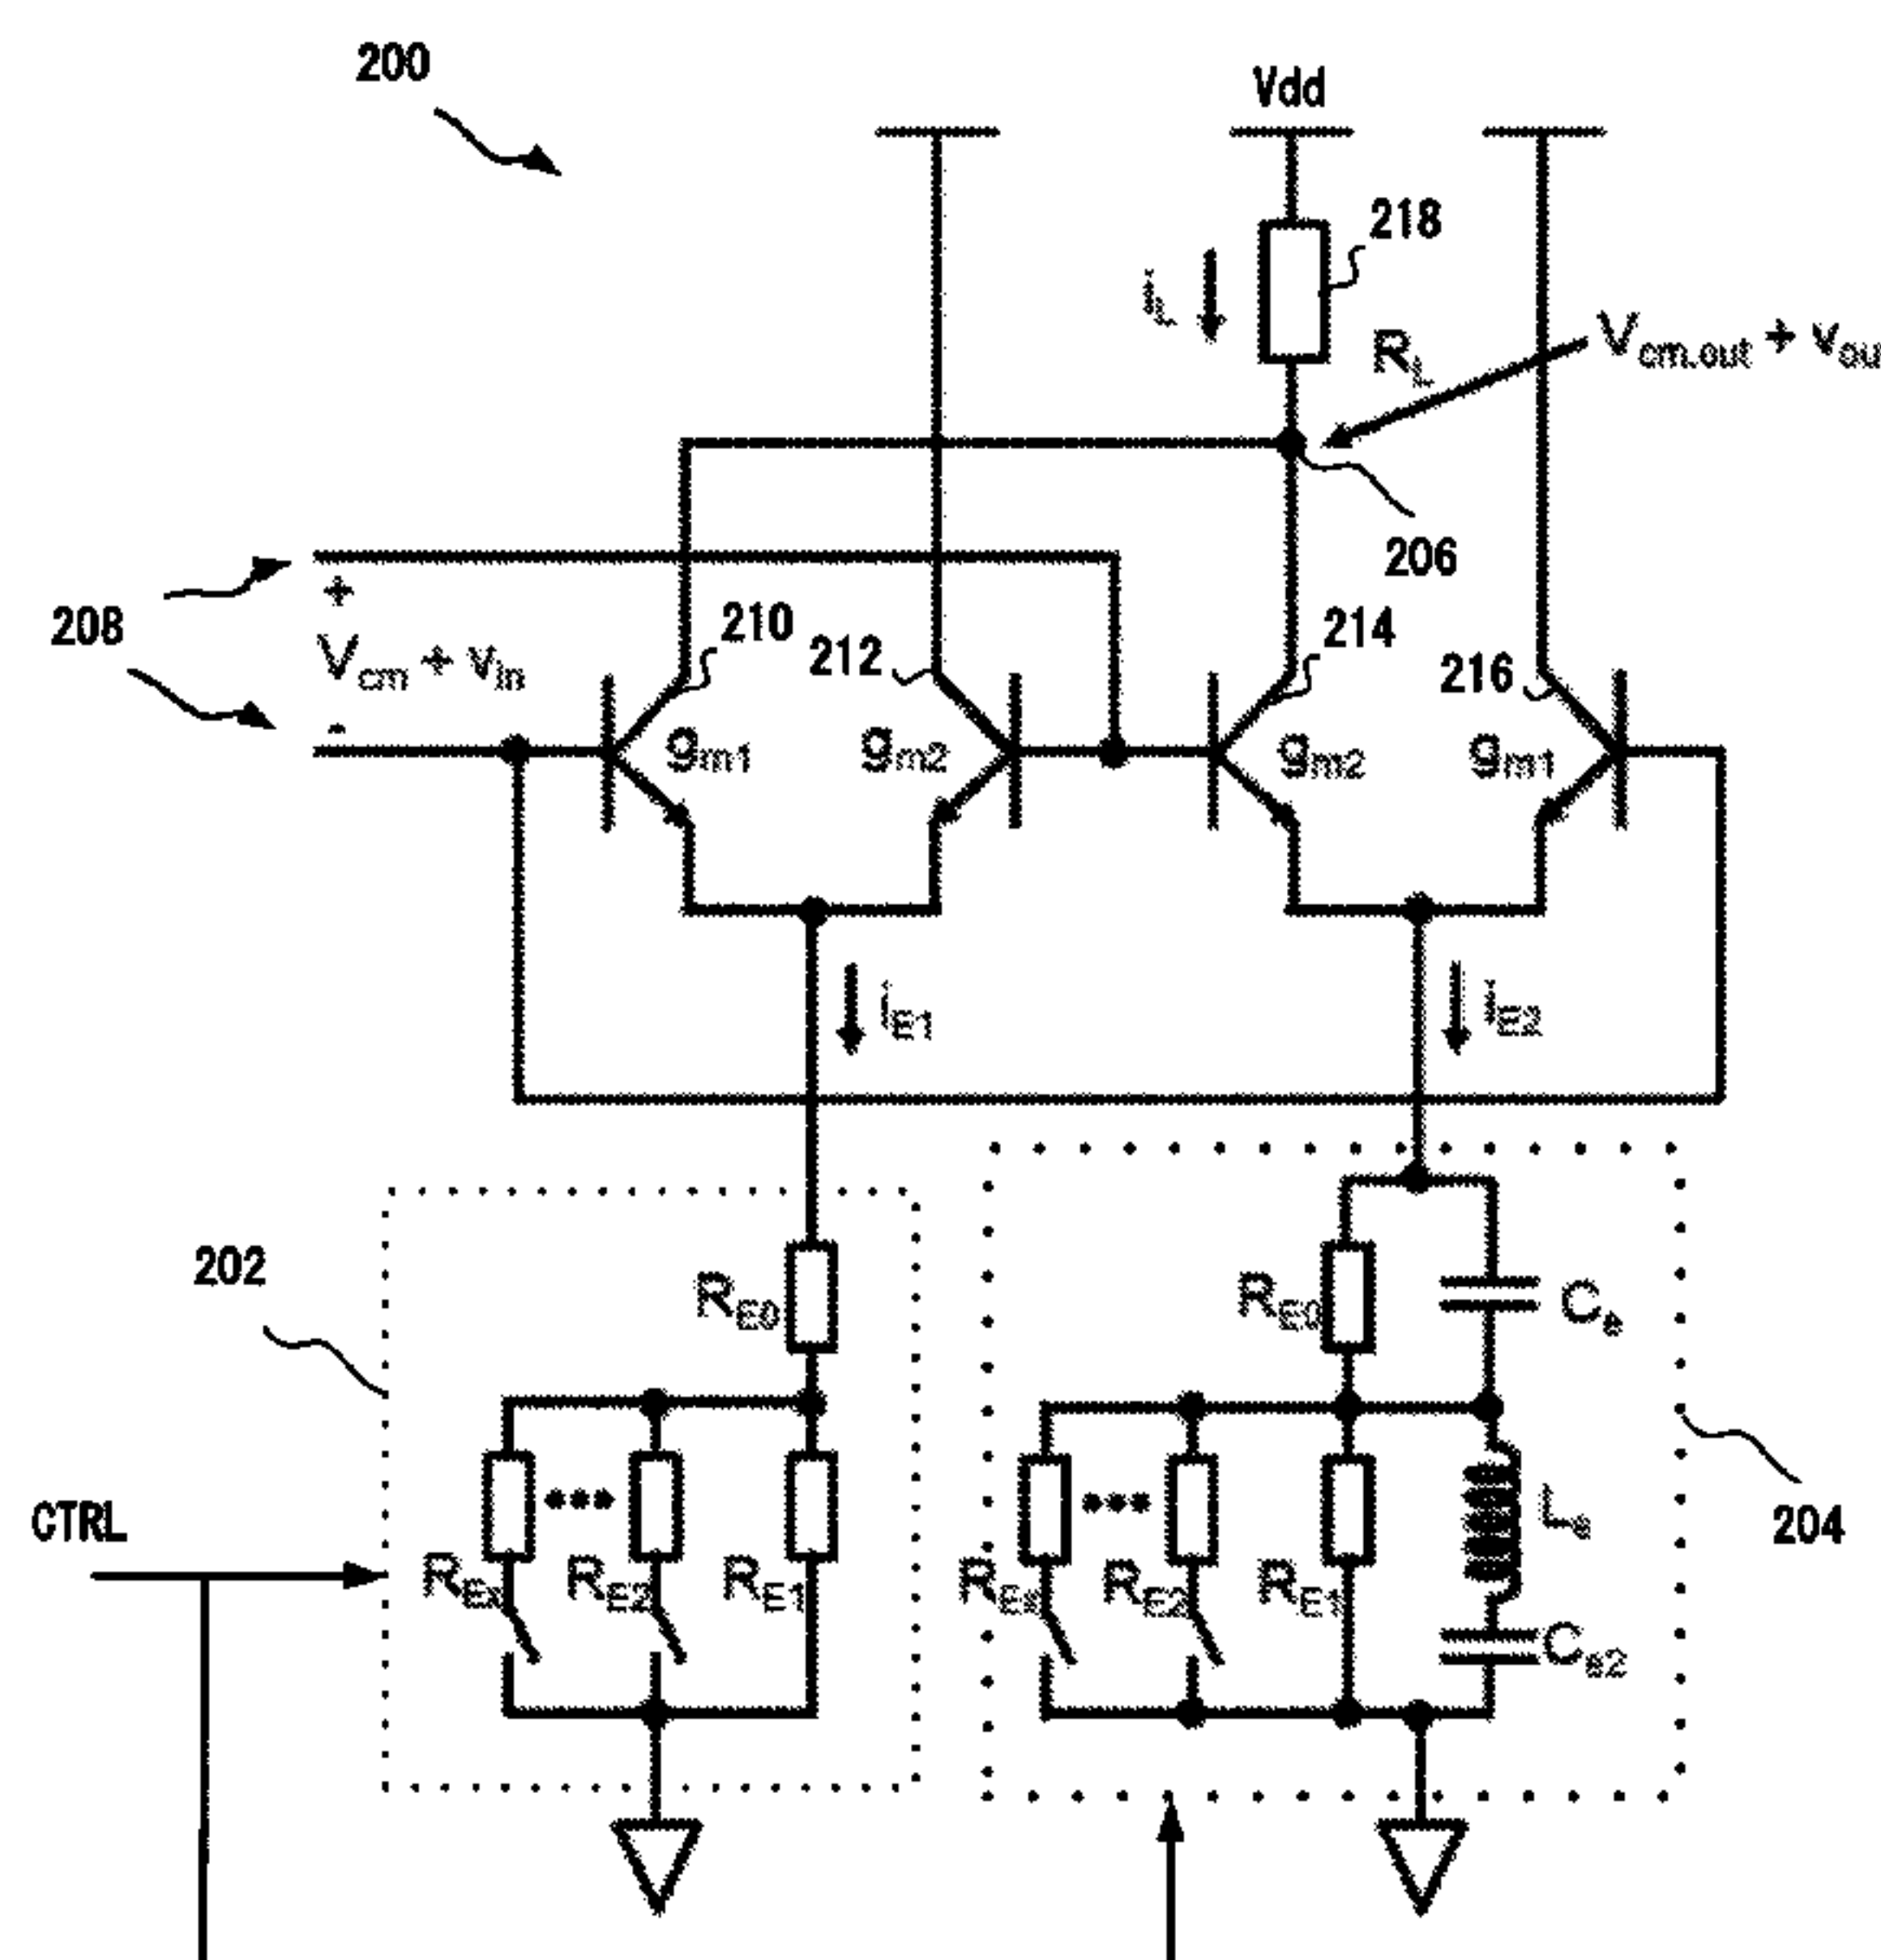 200
Vdd
218
iL
RL
Vcm.out + vou
206
208
+
Vcm + vin
-
210
212
214
216
gm1
gm2
gm2
gm1
iE1
iE2
202
RE0
RE0
Ce
CTRL
REx
RE2
RE1
RE2
RE1
Le
204
Ce2